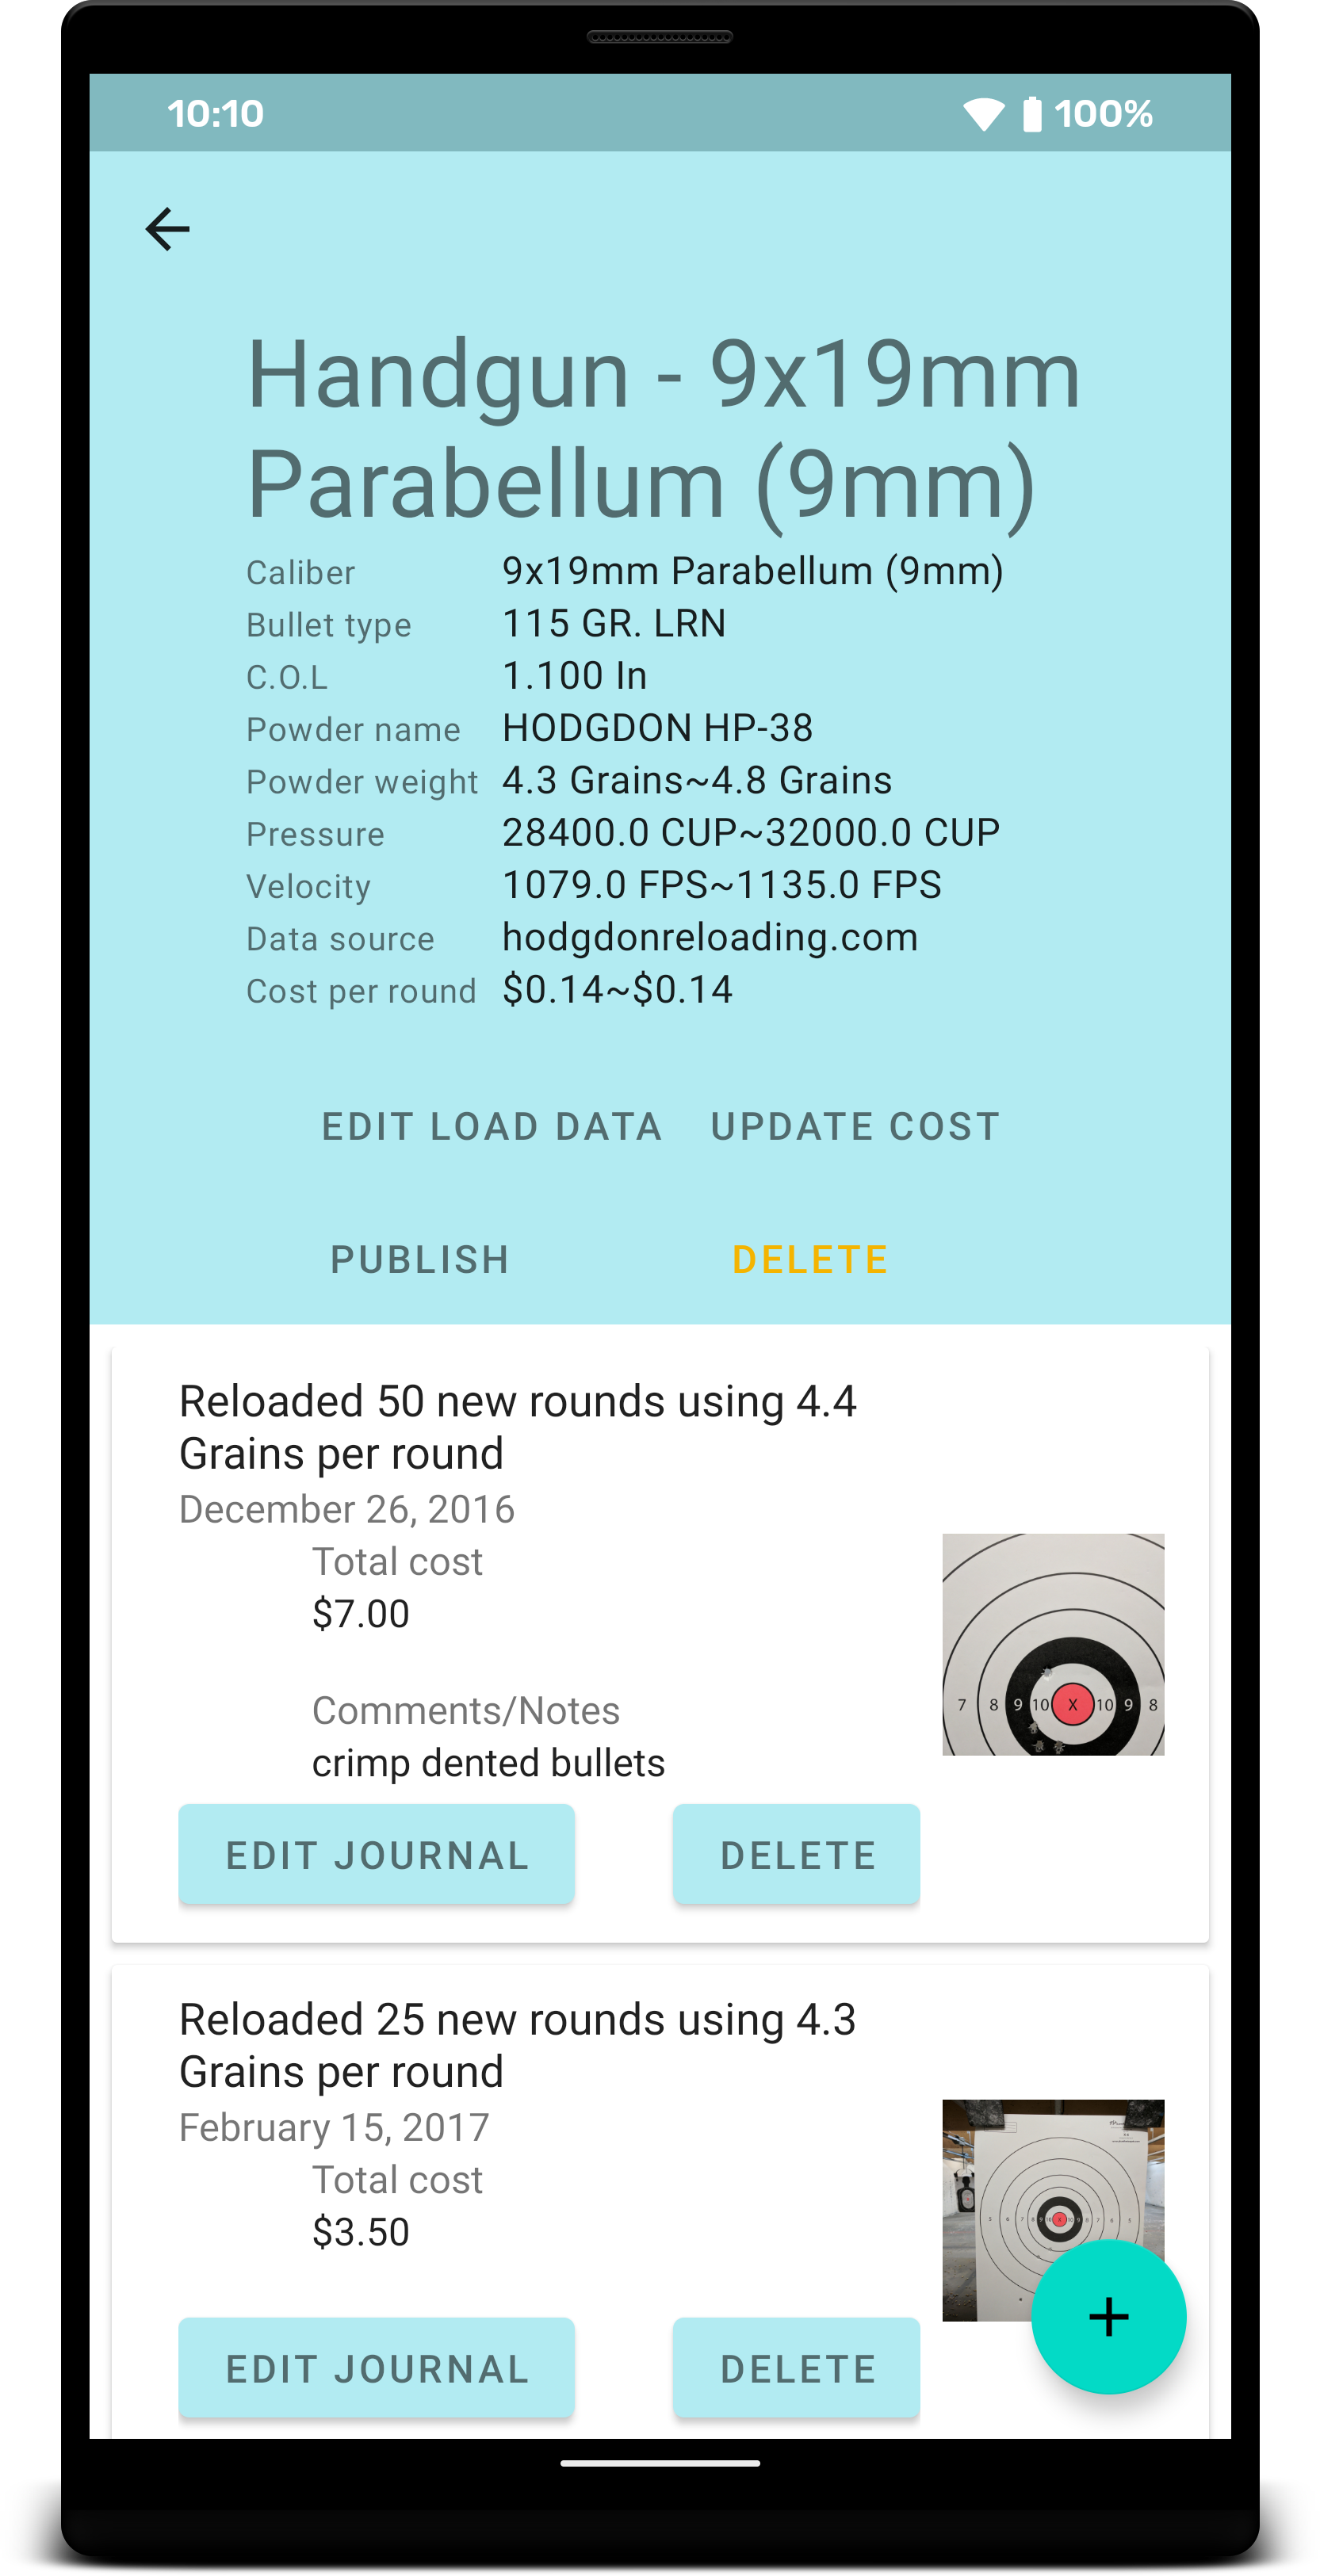 10:10 100%
Handgun - 9x19mm
Parabellum (9mm)
Caliber 9x19mm Parabellum (9mm)
Bullet type 115 GR. LRN
C.O.L 1.100 In
Powder name HODGDON HP-38
Powder weight 4.3 Grains~4.8 Grains
Pressure 28400.0 CUP~32000.0 CUP
Velocity 1079.0 FPS~1135.0 FPS
Data source hodgdonreloading.com
Cost per round $0.14~$0.14
EDIT LOAD DATA UPDATE COST
PUBLISH DELETE
Reloaded 50 new rounds using 4.4
Grains per round
December 26, 2016
Total cost
$7.00
7 8 9 10 X 10 9 8
Comments/Notes
crimp dented bullets
EDIT JOURNAL DELETE
Reloaded 25 new rounds using 4.3
Grains per round
February 15, 2017
Total cost
$3.50
EDIT JOURNAL DELETE